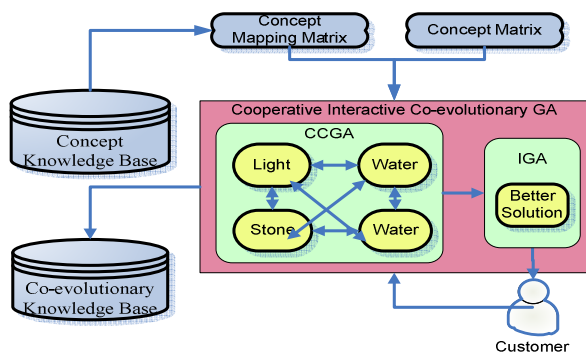 Concept
Mapping Matrix
Concept Matrix
Concept
Knowledge Base
Cooperative Interactive Co-evolutionary GA
CCGA
Light
Water
Stone
Water
IGA
Better
Solution
Co-evolutionary
Knowledge Base
Customer